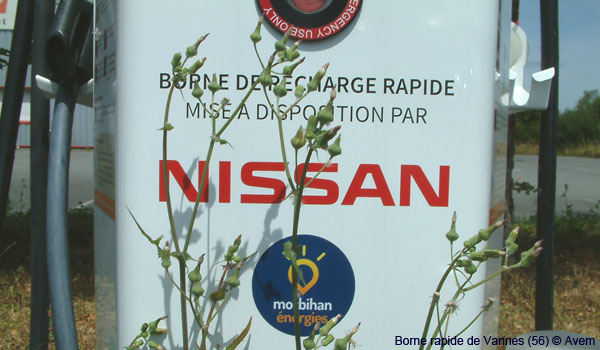 EMERGENCY
USE ONLY
BORNE DE RECHARGE RAPIDE
MISE À DISPOSITION PAR
NISSAN
morbihan
énergies
Borne rapide de Vannes (56) © Avem